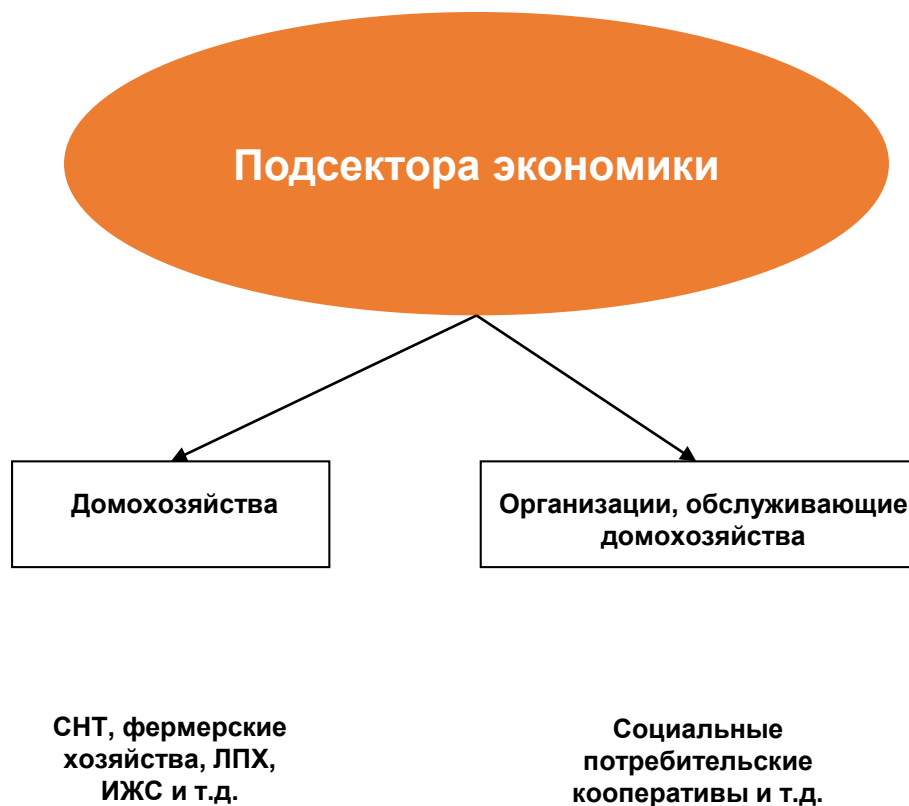 Подсектора экономики
Домохозяйства
Организации, обслуживающие
домохозяйства
СНТ, фермерские
хозяйства, ЛПХ,
ИЖС и т.д.
Социальные
потребительские
кооперативы и т.д.